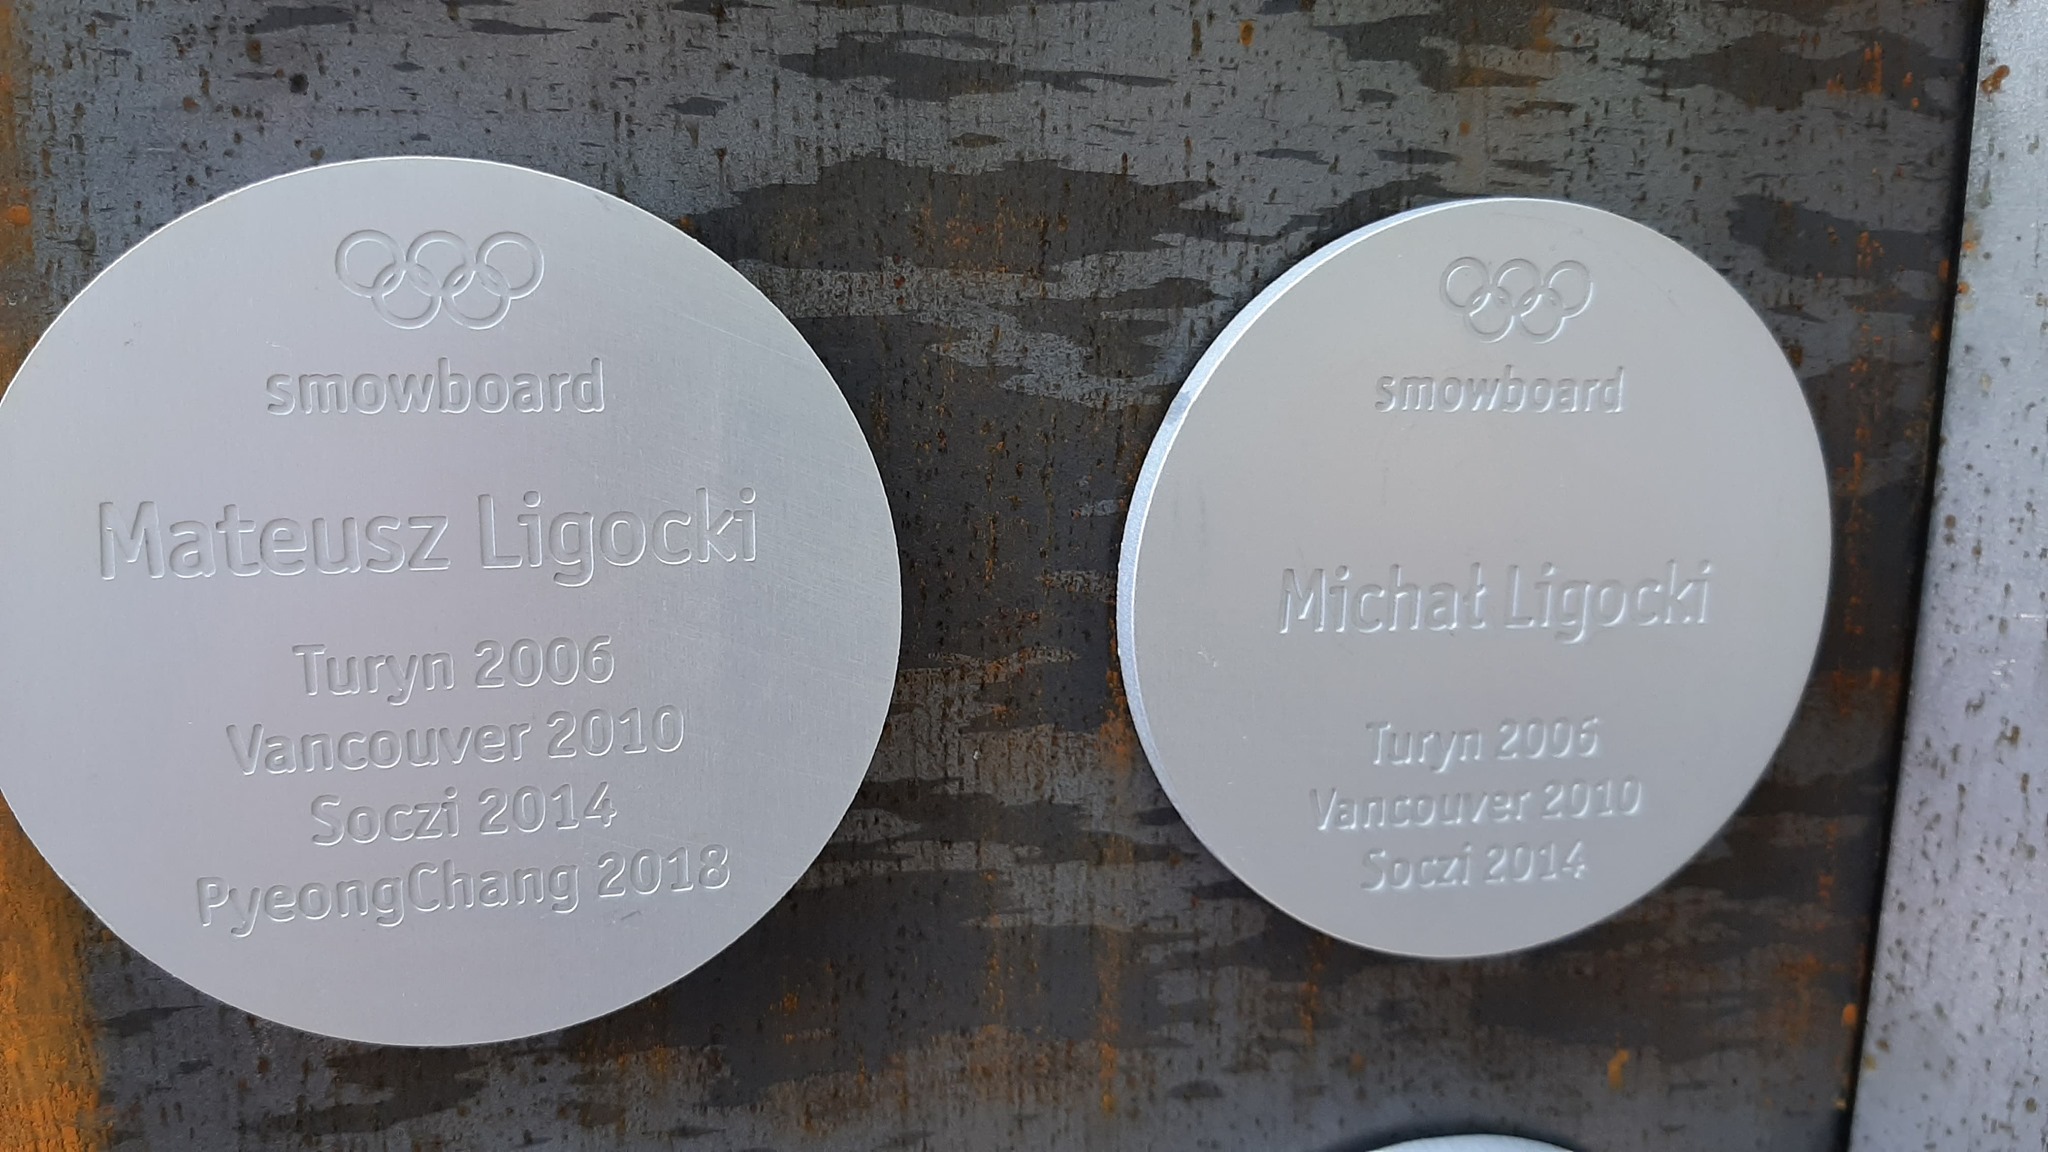 smowboard
Mateusz Ligocki
Turyn 2006
Vancouver 2010
Soczi 2014
PyeongChang 2018
smowboard
Michał Ligocki
Turyn 2006
Vancouver 2010
Soczi 2014